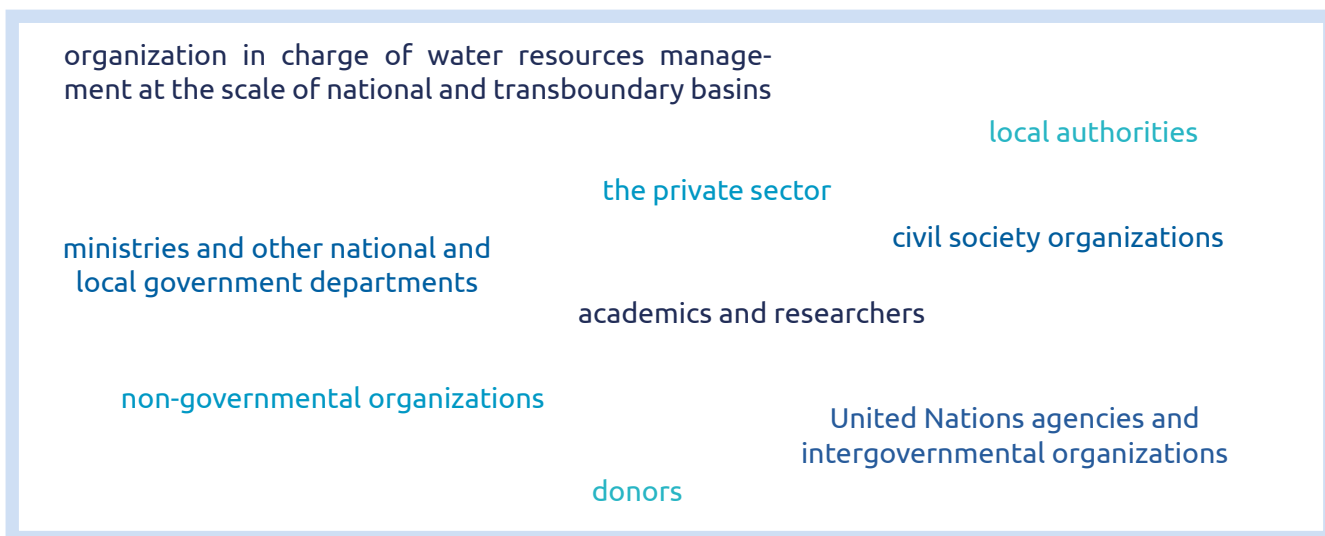 organization in charge of water resources manage-
ment at the scale of national and transboundary basins
local authorities
the private sector
civil society organizations
ministries and other national and
local government departments
academics and researchers
non-governmental organizations
United Nations agencies and
intergovernmental organizations
donors